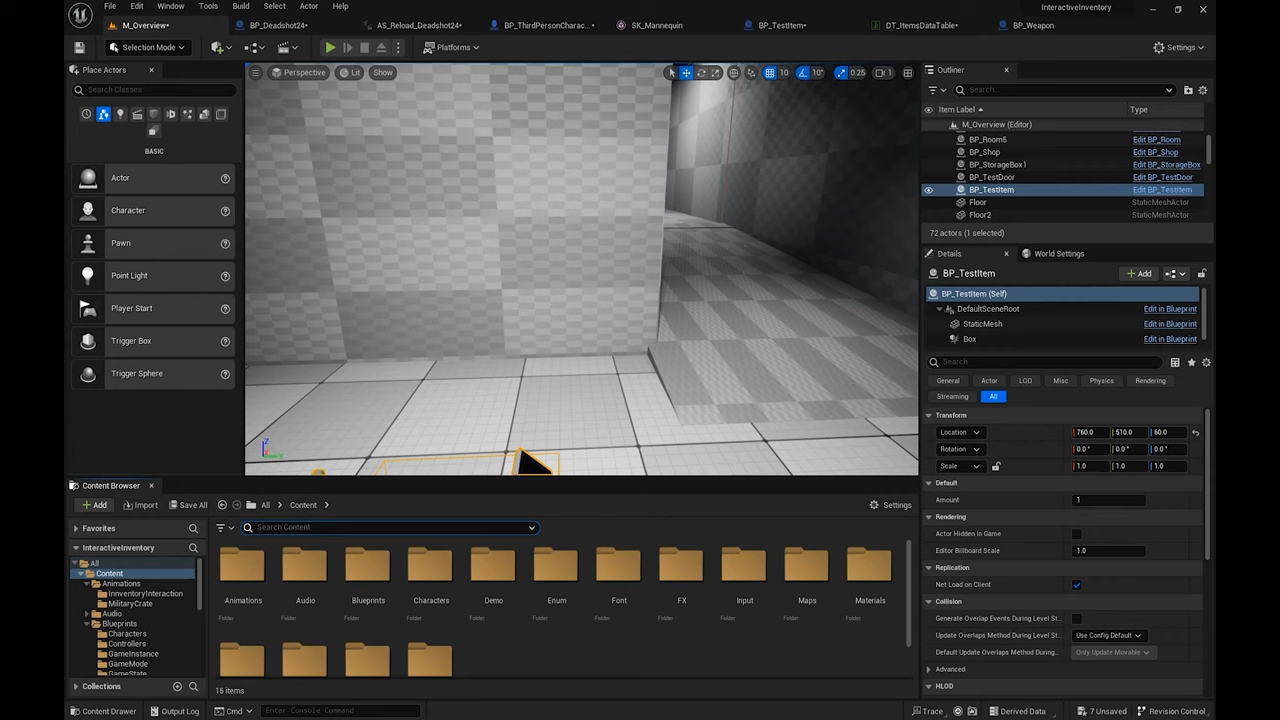 File Edit Window Tools Build Select Actor Help
InteractiveInventory
M_Overview•
BP_Deadshot24•
AS_Reload_Deadshot24•
BP_ThirdPersonCharac...
SK_Mannequin
BP_TestItem•
DT_ItemsDataTable•
BP_Weapon
Selection Mode
Platforms
Settings
Place Actors
Search Classes
BASIC
Actor
Character
Pawn
Point Light
Player Start
Trigger Box
Trigger Sphere
Perspective Lit Show
10 10° 0.25 1
Outliner
Search...
Item Label Type
M_Overview (Editor)
BP_Room5 Edit BP_Room
BP_Shop Edit BP_Shop
BP_StorageBox1 Edit BP_StorageBox
BP_TestDoor Edit BP_TestDoor
BP_TestItem Edit BP_TestItem
Floor StaticMeshActor
Floor2 StaticMeshActor
72 actors (1 selected)
Details World Settings
BP_TestItem Add
BP_TestItem (Self)
DefaultSceneRoot Edit in Blueprint
StaticMesh Edit in Blueprint
Box Edit in Blueprint
Search
General Actor LOD Misc Physics Rendering
Streaming All
Transform
Location 760.0 510.0 60.0
Rotation 0.0° 0.0° 0.0°
Scale 1.0 1.0 1.0
Default
Amount 1
Rendering
Actor Hidden In Game
Editor Billboard Scale 1.0
Replication
Net Load on Client
Collision
Generate Overlap Events During Level St...
Update Overlaps Method During Level St... Use Config Default
Default Update Overlaps Method During... Only Update Movable
Advanced
HLOD
Content Browser
Add Import Save All All Content Settings
Favorites
Search Content
InteractiveInventory
All
Content
Animations
InnventoryInteraction
MilitaryCrate
Audio
Blueprints
Characters
Controllers
GameInstance
GameMode
GameState
Collections
Animations Audio Blueprints Characters Demo Enum Font FX Input Maps Materials
Folder Folder Folder Folder Folder Folder Folder Folder Folder Folder Folder
15 items
Content Drawer Output Log Cmd Enter Console Command
Trace Derived Data 7 Unsaved Revision Control